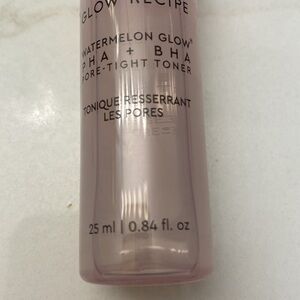 GLOW RECIPE
WATERMELON GLOW®
PHA + BHA
PORE-TIGHT TONER
TONIQUE RESSERRANT
LES PORES
25 ml | 0.84 fl. oz